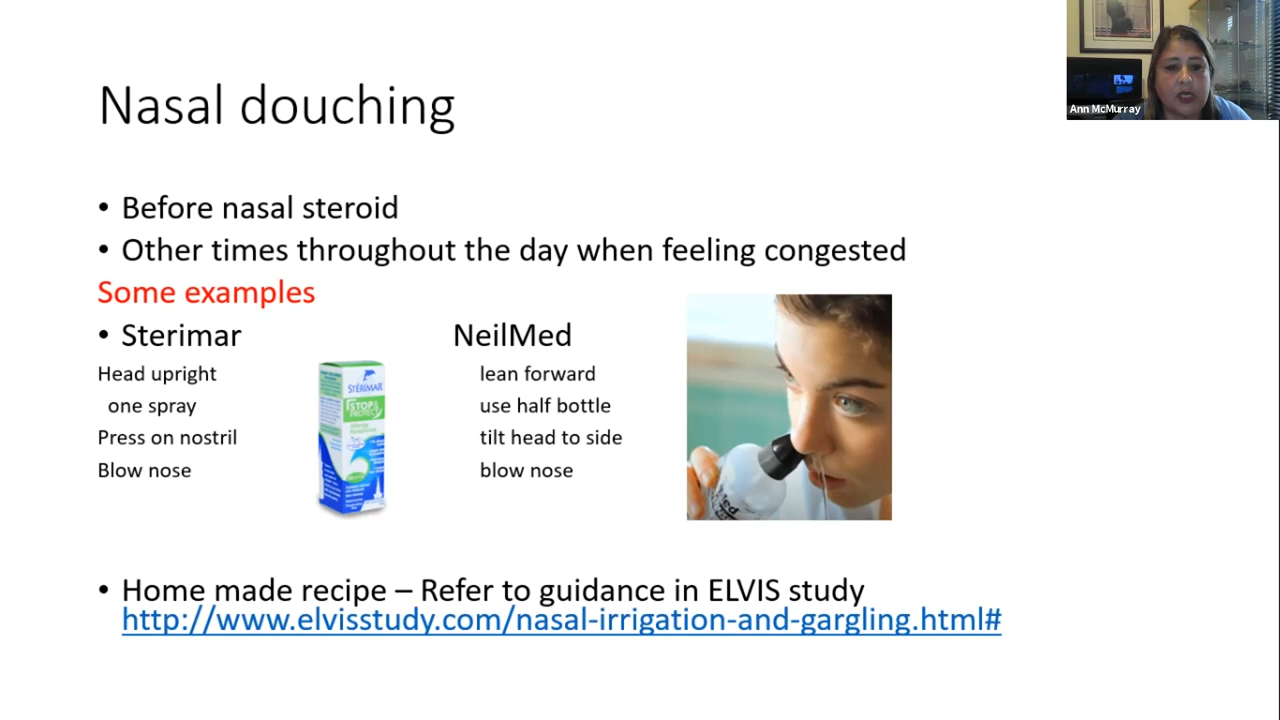 Nasal douching
Ann McMurray
• Before nasal steroid
• Other times throughout the day when feeling congested
Some examples
• Sterimar NeilMed
Head upright lean forward
one spray use half bottle
Press on nostril tilt head to side
Blow nose blow nose
STÉRIMAR
STOP &
PROTECT
• Home made recipe – Refer to guidance in ELVIS study
http://www.elvisstudy.com/nasal-irrigation-and-gargling.html#